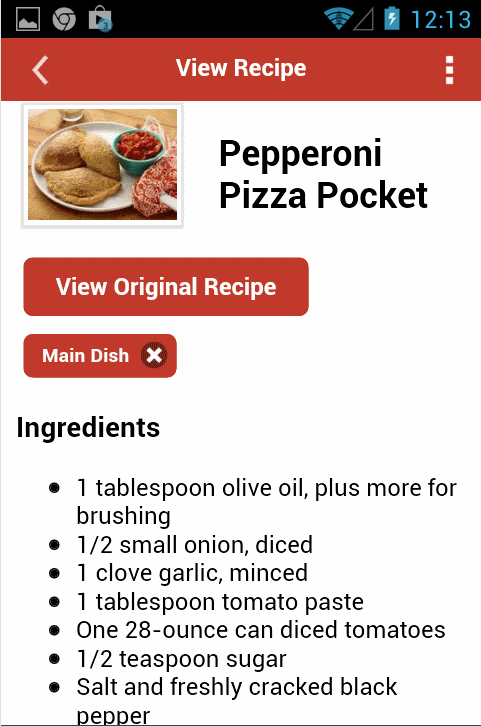 12:13
View Recipe
Pepperoni
Pizza Pocket
View Original Recipe
Main Dish
Ingredients
1 tablespoon olive oil, plus more for
brushing
1/2 small onion, diced
1 clove garlic, minced
1 tablespoon tomato paste
One 28-ounce can diced tomatoes
1/2 teaspoon sugar
Salt and freshly cracked black
pepper